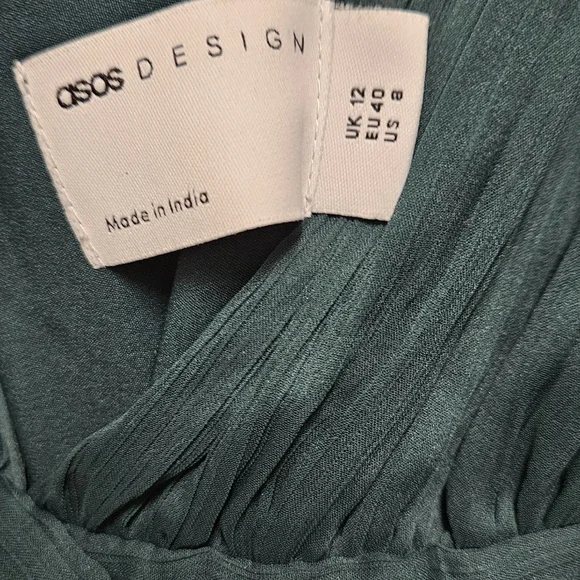 asos DESIGN
Made in India
UK 12
EU 40
US 8